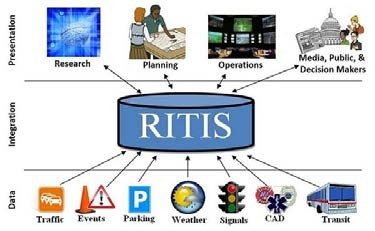 Presentation
Research
Planning
Operations
Media, Public, &
Decision Makers
Integration
RITIS
Data
P
Traffic
Events
Parking
Weather
Signals
CAD
Transit